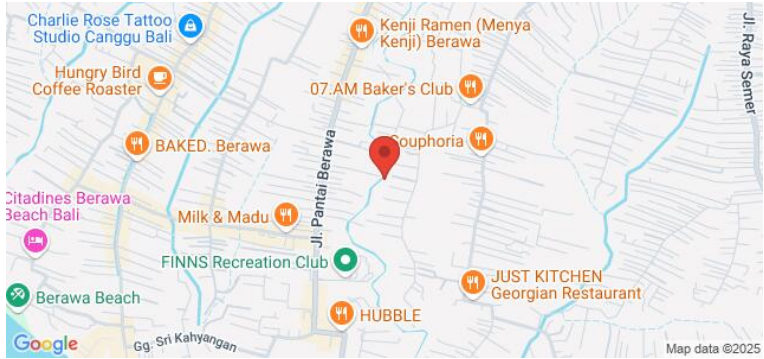 Charlie Rose Tattoo
Studio Canggu Bali
Kenji Ramen (Menya
Kenji) Berawa
Jl. Raya Semer
Hungry Bird
Coffee Roaster
07.AM Baker's Club
BAKED. Berawa
Souphoria
Jl. Pantai Berawa
Citadines Berawa
Beach Bali
Milk & Madu
FINNS Recreation Club
JUST KITCHEN
Georgian Restaurant
Berawa Beach
HUBBLE
Gg. Sri Kahyangan
Google
Map data ©2025